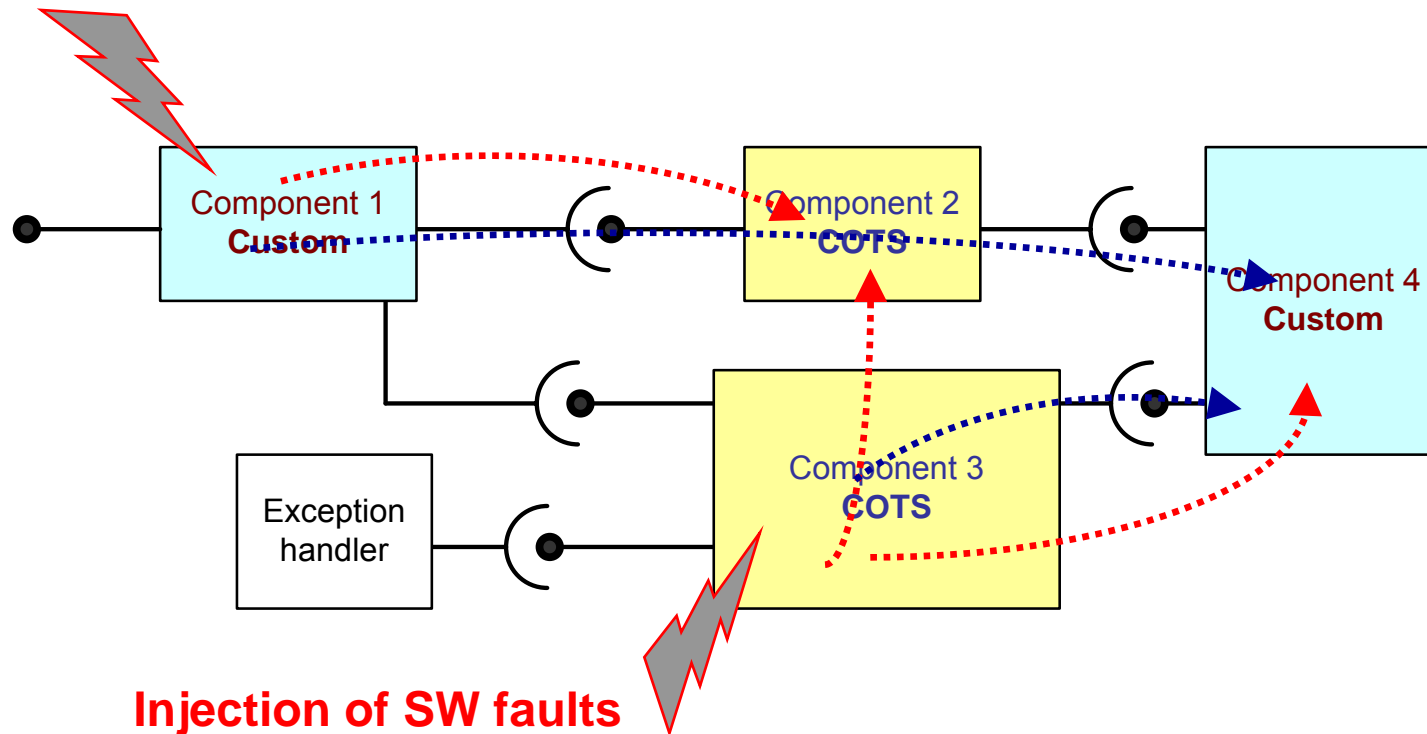 Component 1
Custom
Component 2
COTS
Component 4
Custom
Component 3
COTS
Exception
handler
Injection of SW faults